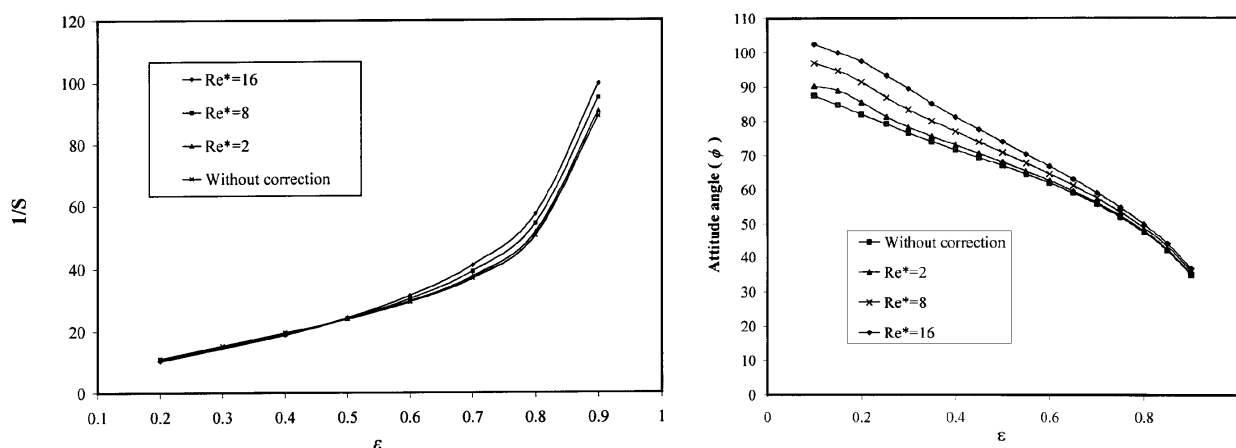 120
100
80
60
40
20
0
1/S
Re*=16
Re*=8
Re*=2
Without correction
0.1 0.2 0.3 0.4 0.5 0.6 0.7 0.8 0.9 1
ε
110
100
90
80
70
60
50
40
30
20
10
0
Attitude angle ( ϕ )
Without correction
Re*=2
Re*=8
Re*=16
0 0.2 0.4 0.6 0.8
ε